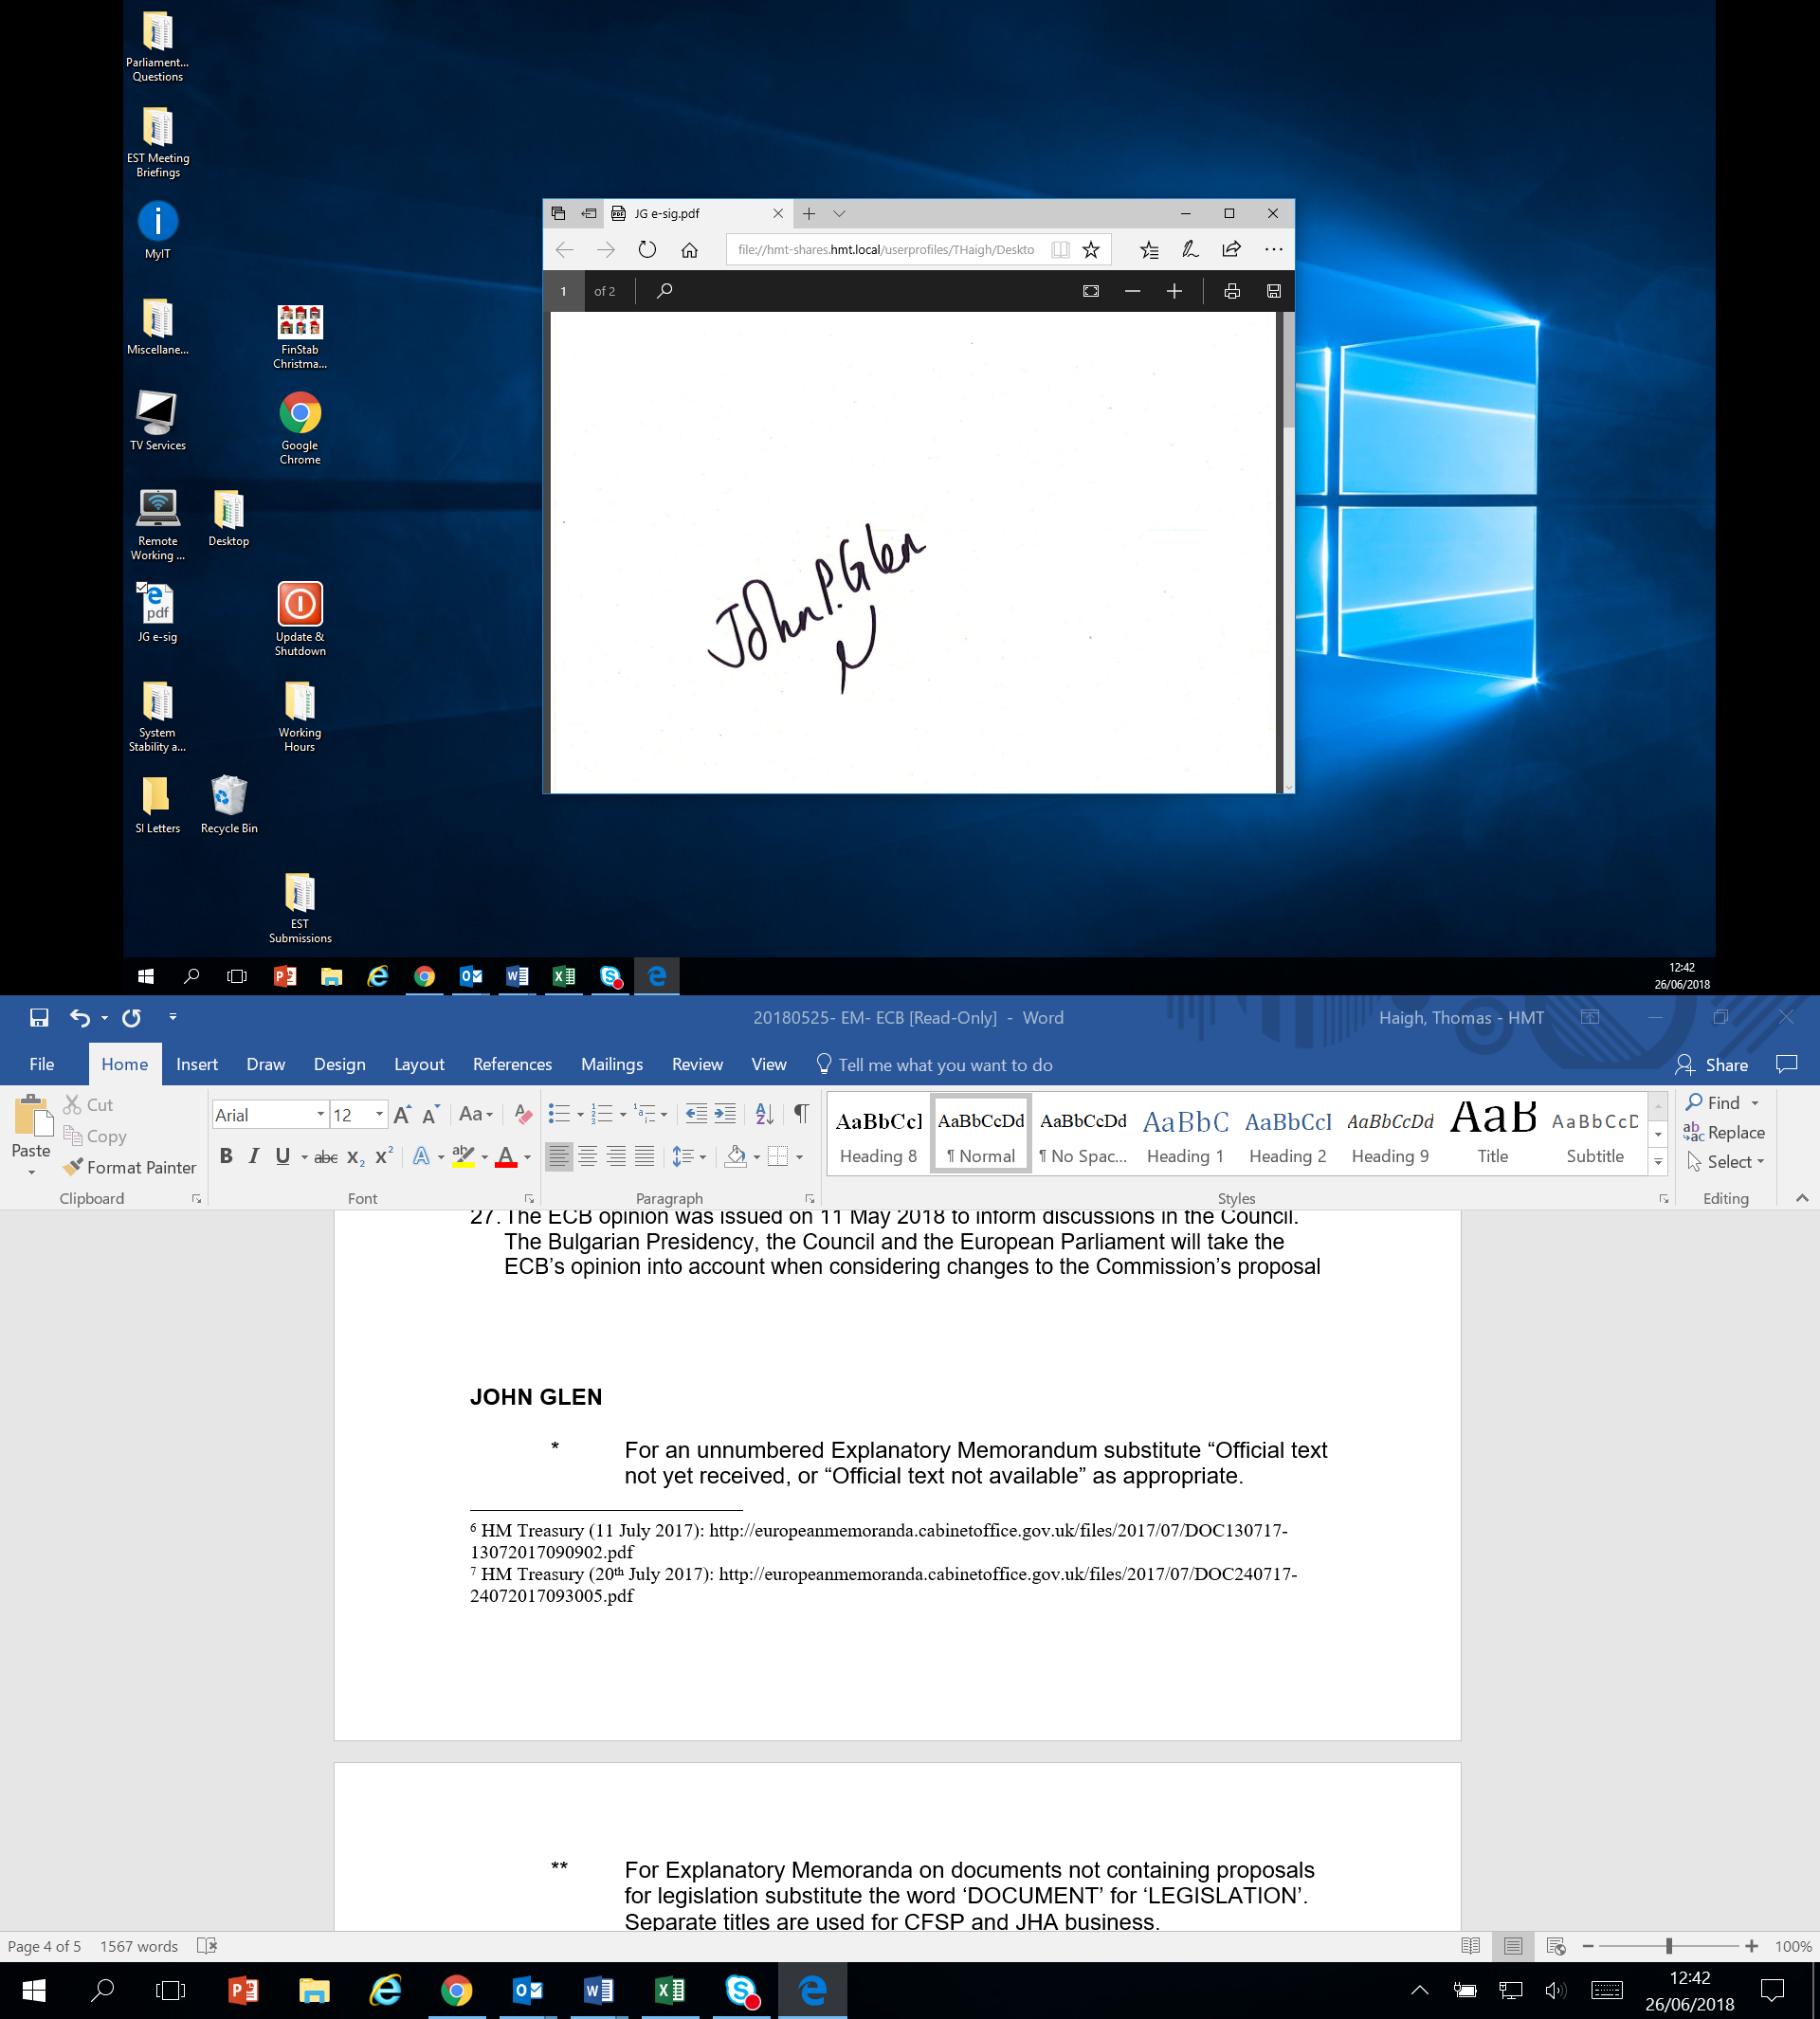 Parliament...
Questions
EST Meeting
Briefings
MyIT
Miscellane...
FinStab
Christma...
TV Services
Google
Chrome
Remote
Working ...
Desktop
pdf
JG e-sig
Update &
Shutdown
System
Stability a...
Working
Hours
SI Letters
Recycle Bin
EST
Submissions
JG e-sig.pdf
file://hmt-shares.hmt.local/userprofiles/THaigh/Deskto
1 of 2
John P. Glen
12:42
26/06/2018
20180525- EM- ECB [Read-Only] - Word
Haigh, Thomas - HMT
File Home Insert Draw Design Layout References Mailings Review View Tell me what you want to do Share
Paste
Cut
Copy
Format Painter
Clipboard
Arial 12
Font
Paragraph
AaBbCcI AaBbCcDd AaBbCcDd AaBbC AaBbCcI AaBbCcDd AaB AaBbCcD
Heading 8 ¶ Normal ¶ No Spac... Heading 1 Heading 2 Heading 9 Title Subtitle
Styles
Find
Replace
Select
Editing
27. The ECB opinion was issued on 11 May 2018 to inform discussions in the Council.
The Bulgarian Presidency, the Council and the European Parliament will take the
ECB’s opinion into account when considering changes to the Commission’s proposal
JOHN GLEN
* For an unnumbered Explanatory Memorandum substitute “Official text
not yet received, or “Official text not available” as appropriate.
6 HM Treasury (11 July 2017): http://europeanmemoranda.cabinetoffice.gov.uk/files/2017/07/DOC130717-
13072017090902.pdf
7 HM Treasury (20th July 2017): http://europeanmemoranda.cabinetoffice.gov.uk/files/2017/07/DOC240717-
24072017093005.pdf
** For Explanatory Memoranda on documents not containing proposals
for legislation substitute the word ‘DOCUMENT’ for ‘LEGISLATION’.
Separate titles are used for CFSP and JHA business.
Page 4 of 5 1567 words
100%
12:42
26/06/2018